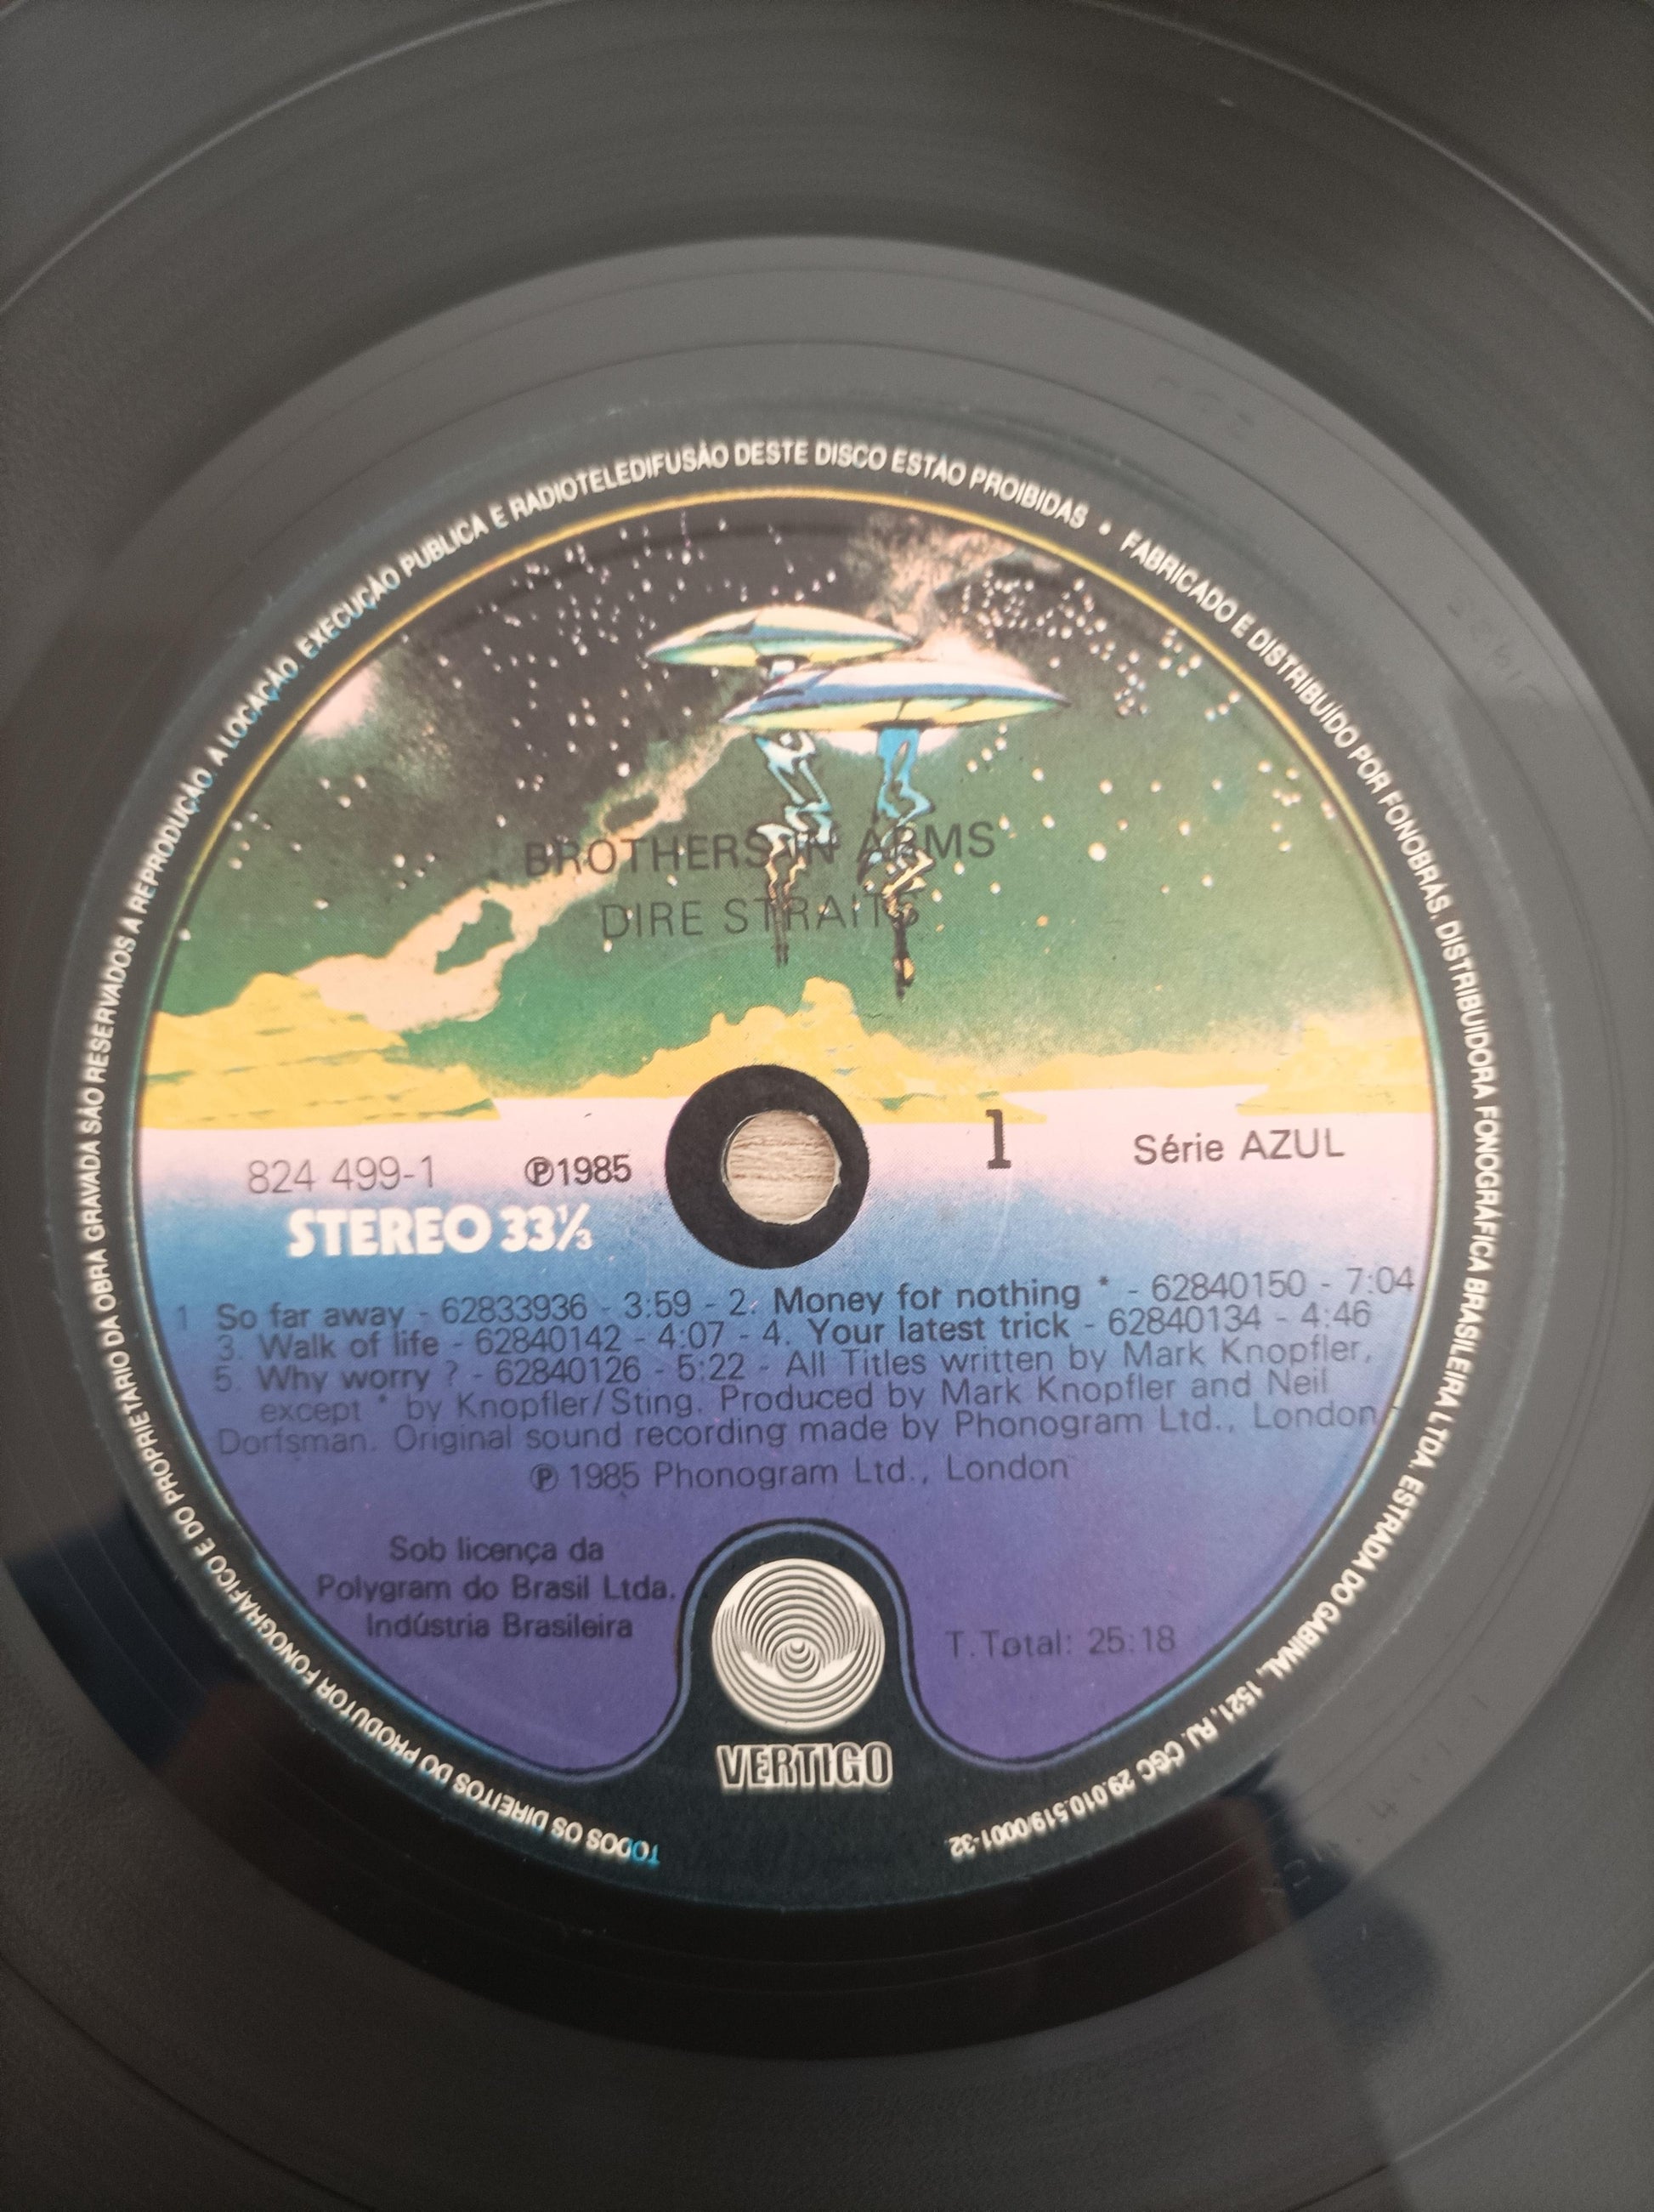 TODOS OS DIREITOS DO PRODUTOR FONOGRÁFICO E DO PROPRIETÁRIO DA OBRA GRAVADA SÃO RESERVADOS A REPRODUÇÃO A LOCAÇÃO EXECUÇÃO PUBLICA E RADIOTELEDIFUSÃO DESTE DISCO ESTÃO PROIBIDAS • FABRICADO E DISTRIBUÍDO POR FONOBRÁS. DISTRIBUIDORA FONOGRÁFICA BRASILEIRA LTDA. ESTRADA DO GABINAL, 1521, RJ. CGC 29.010.519/0001-32.
BROTHERS IN ARMS
DIRE STRAITS
824 499-1 ℗1985 1 Série AZUL
STEREO 33⅓
1 So far away - 62833936 - 3:59 - 2. Money for nothing * - 62840150 - 7:04
3. Walk of life - 62840142 - 4:07 - 4. Your latest trick - 62840134 - 4:46
5. Why worry ? - 62840126 - 5:22 - All Titles written by Mark Knopfler,
except * by Knopfler/Sting. Produced by Mark Knopfler and Neil
Dorfsman. Original sound recording made by Phonogram Ltd., London
℗ 1985 Phonogram Ltd., London
Sob licença da
Polygram do Brasil Ltda.
Indústria Brasileira
T.Total: 25:18
VERTIGO